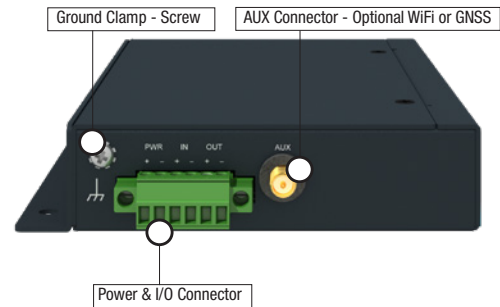 Ground Clamp - Screw
AUX Connector - Optional WiFi or GNSS
PWR IN OUT
+ - + - + -
AUX
Power & I/O Connector